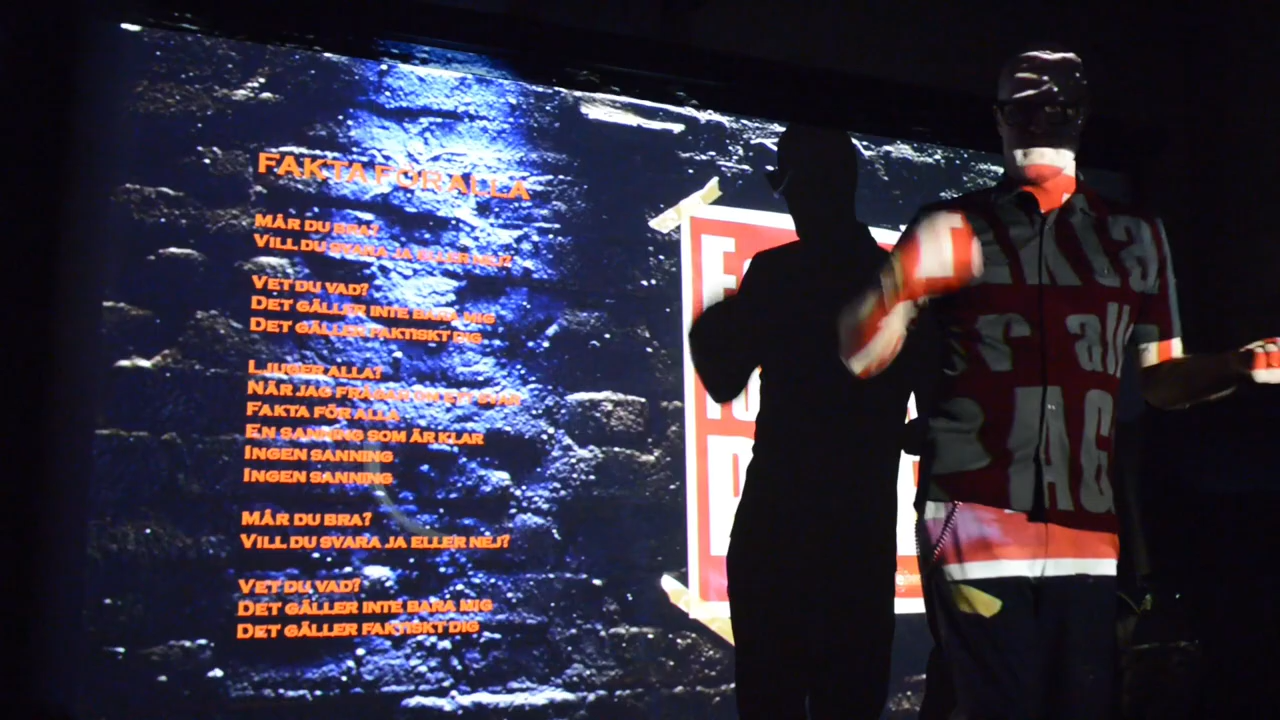 FAKTA FÖR ALLA
MÅR DU BRA?
VILL DU SVARA JA ELLER NEJ?
VET DU VAD?
DET GÄLLER INTE BARA MIG
DET GÄLLER FAKTISKT DIG
LJUGER ALLA?
NÄR JAG FRÅGAR OM ETT SVAR
FAKTA FÖR ALLA
EN SANNING SOM ÄR KLAR
INGEN SANNING
INGEN SANNING
MÅR DU BRA?
VILL DU SVARA JA ELLER NEJ?
VET DU VAD?
DET GÄLLER INTE BARA MIG
DET GÄLLER FAKTISKT DIG